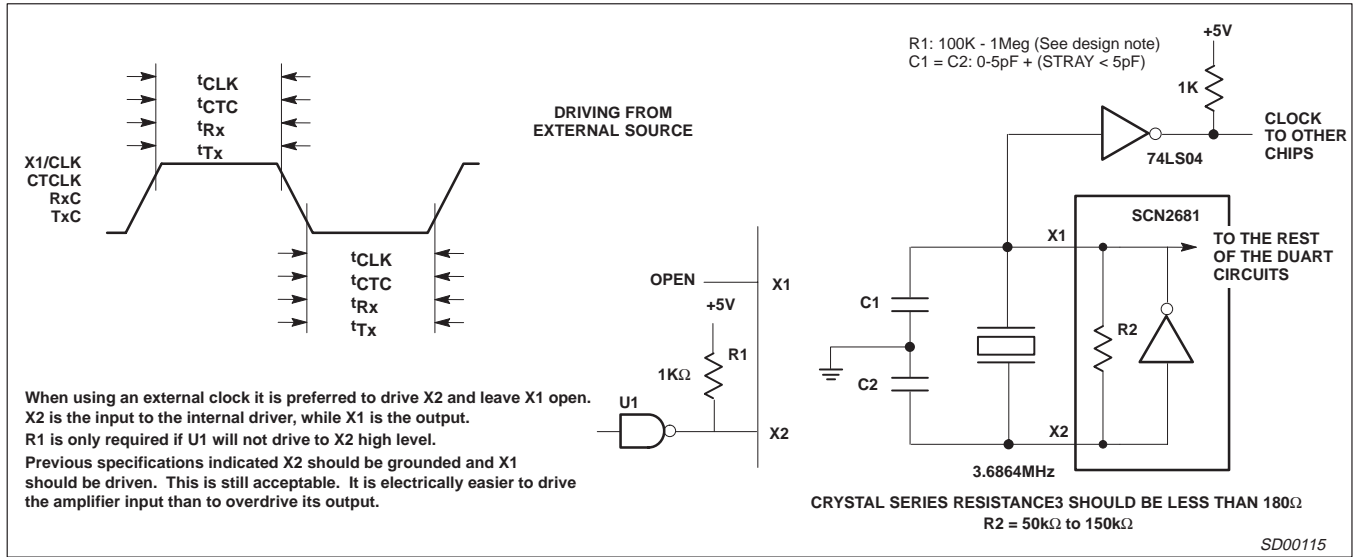 tCLK
tCTC
tRx
tTx
X1/CLK
CTCLK
RxC
TxC
tCLK
tCTC
tRx
tTx
When using an external clock it is preferred to drive X2 and leave X1 open.
X2 is the input to the internal driver, while X1 is the output.
R1 is only required if U1 will not drive to X2 high level.
Previous specifications indicated X2 should be grounded and X1
should be driven. This is still acceptable. It is electrically easier to drive
the amplifier input than to overdrive its output.
DRIVING FROM
EXTERNAL SOURCE
OPEN
X1
+5V
R1
1KΩ
U1
X2
R1: 100K - 1Meg (See design note)
C1 = C2: 0-5pF + (STRAY < 5pF)
+5V
1K
74LS04
CLOCK
TO OTHER
CHIPS
SCN2681
X1
TO THE REST
OF THE DUART
CIRCUITS
C1
R2
C2
X2
3.6864MHz
CRYSTAL SERIES RESISTANCE3 SHOULD BE LESS THAN 180Ω
R2 = 50kΩ to 150kΩ
SD00115